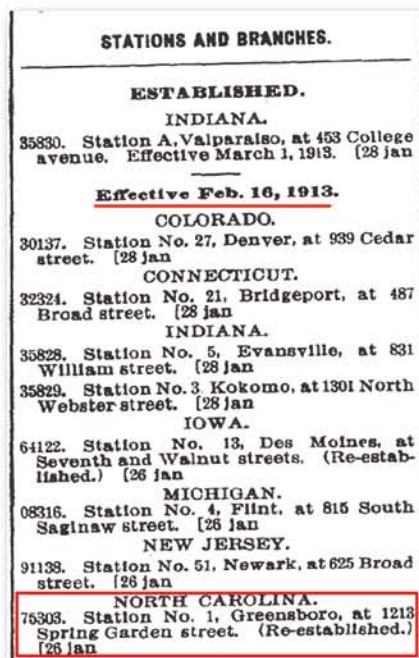 STATIONS AND BRANCHES.
ESTABLISHED.
INDIANA.
35830. Station A, Valparaiso, at 453 College
avenue. Effective March 1, 1913. [28 jan
Effective Feb. 16, 1913.
COLORADO.
30137. Station No. 27, Denver, at 939 Cedar
street. [28 jan
CONNECTICUT.
32324. Station No. 21, Bridgeport, at 487
Broad street. [28 jan
INDIANA.
35828. Station No. 5, Evansville, at 831
William street. [28 jan
35829. Station No. 3 Kokomo, at 1301 North
Webster street. [28 jan
IOWA.
64122. Station No. 13, Des Moines, at
Seventh and Walnut streets. (Re-estab-
lished.) [26 jan
MICHIGAN.
08316. Station No. 4, Flint, at 815 South
Saginaw street. [26 jan
NEW JERSEY.
91138. Station No. 51, Newark, at 625 Broad
street. [26 jan
NORTH CAROLINA.
75303. Station No. 1, Greensboro, at 1213
Spring Garden street. (Re-established.)
[26 jan